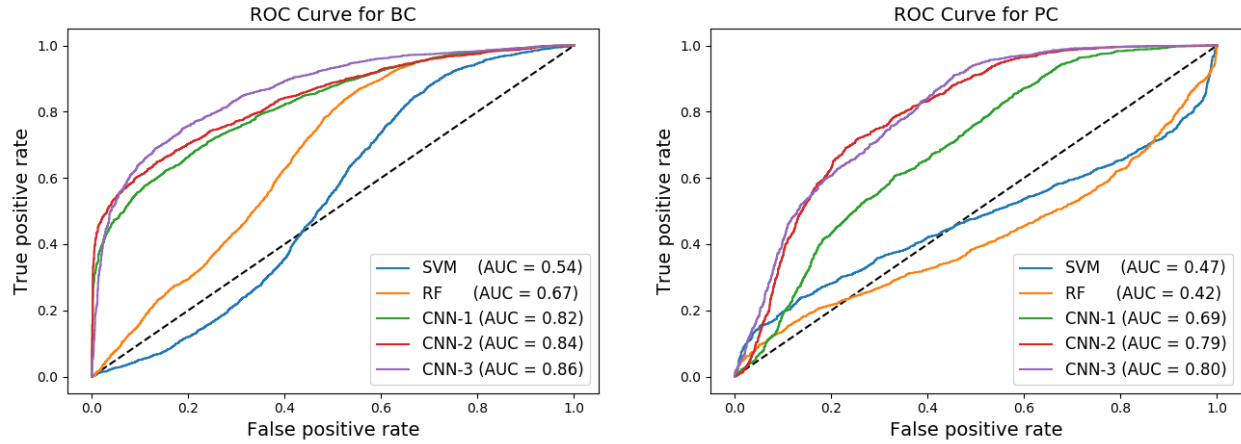 ROC Curve for BC
True positive rate
1.0
0.8
0.6
0.4
0.2
0.0
SVM (AUC = 0.54)
RF (AUC = 0.67)
CNN-1 (AUC = 0.82)
CNN-2 (AUC = 0.84)
CNN-3 (AUC = 0.86)
0.0 0.2 0.4 0.6 0.8 1.0
False positive rate
ROC Curve for PC
True positive rate
1.0
0.8
0.6
0.4
0.2
0.0
SVM (AUC = 0.47)
RF (AUC = 0.42)
CNN-1 (AUC = 0.69)
CNN-2 (AUC = 0.79)
CNN-3 (AUC = 0.80)
0.0 0.2 0.4 0.6 0.8 1.0
False positive rate